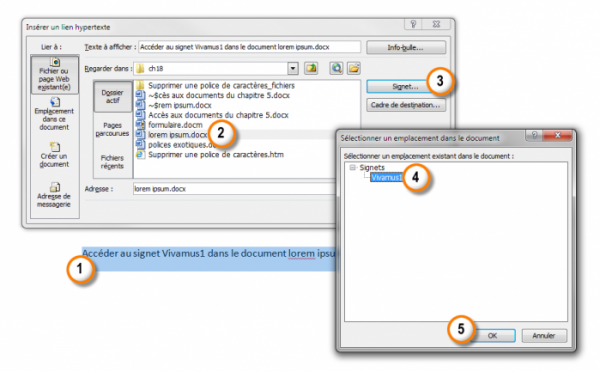 Insérer un lien hypertexte
Lier à :
Texte à afficher : Accéder au signet Vivamus1 dans le document lorem ipsum.docx
Info-bulle...
Fichier ou
page Web
existant(e)
Regarder dans :
ch18
Dossier
actif
Supprimer une police de caractères_fichiers
~$cès aux documents du chapitre 5.docx
~$rem ipsum.docx
Accès aux documents du chapitre 5.docx
formulaire.docm
lorem ipsum.docx
polices exotiques.d
Supprimer une police de caractères.htm
Signet...
3
Cadre de destination...
Emplacement
dans ce
document
Pages
parcourues
2
Créer un
document
Fichiers
récents
Adresse de
messagerie
Adresse :
lorem ipsum.docx
Sélectionner un emplacement dans le document
Sélectionner un emplacement existant dans le document :
Signets
Vivamus1
4
Accéder au signet Vivamus1 dans le document lorem ipsu
1
5
OK
Annuler